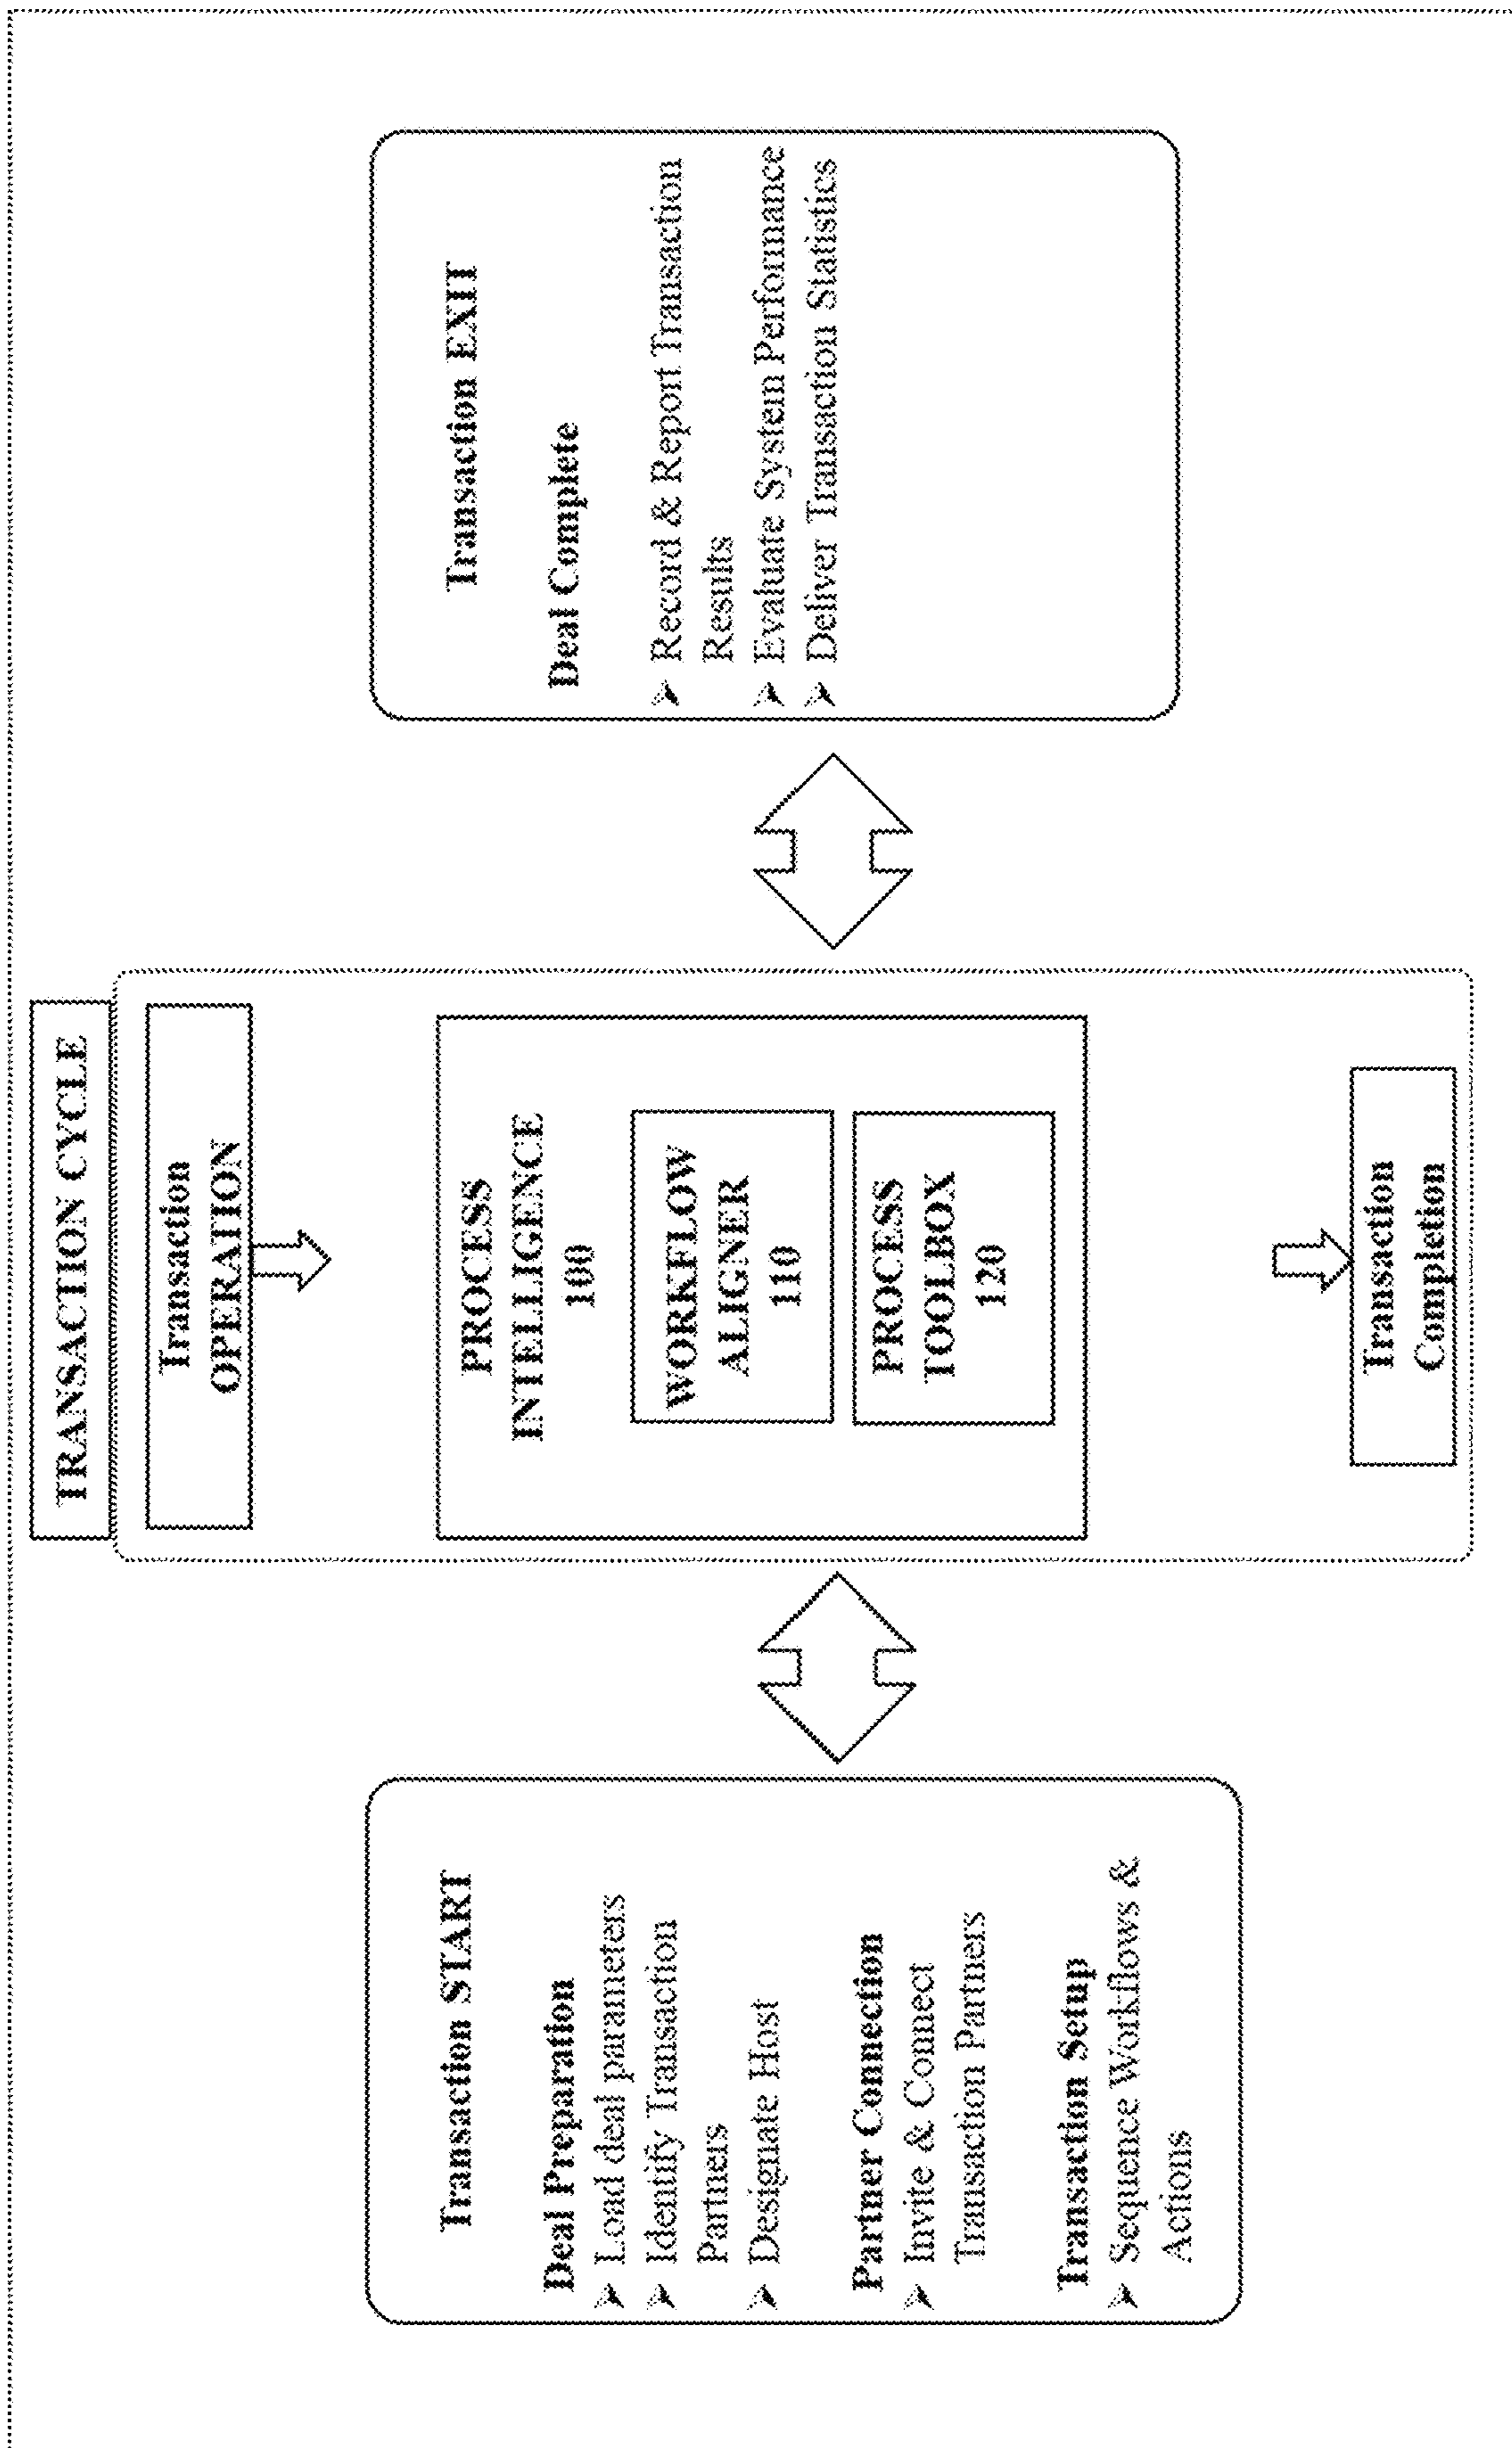 TRANSACTION CYCLE
Transaction START
Deal Preparation
➢ Load deal parameters
➢ Identify Transaction
Partners
➢ Designate Host
Partner Connection
➢ Invite & Connect
Transaction Partners
Transaction Setup
➢ Sequence Workflows &
Actions
Transaction
OPERATION
PROCESS
INTELLIGENCE
100
WORKFLOW
ALIGNER
110
PROCESS
TOOLBOX
120
Transaction
Completion
Transaction EXIT
Deal Complete
➢ Record & Report Transaction
Results
➢ Evaluate System Performance
➢ Deliver Transaction Statistics